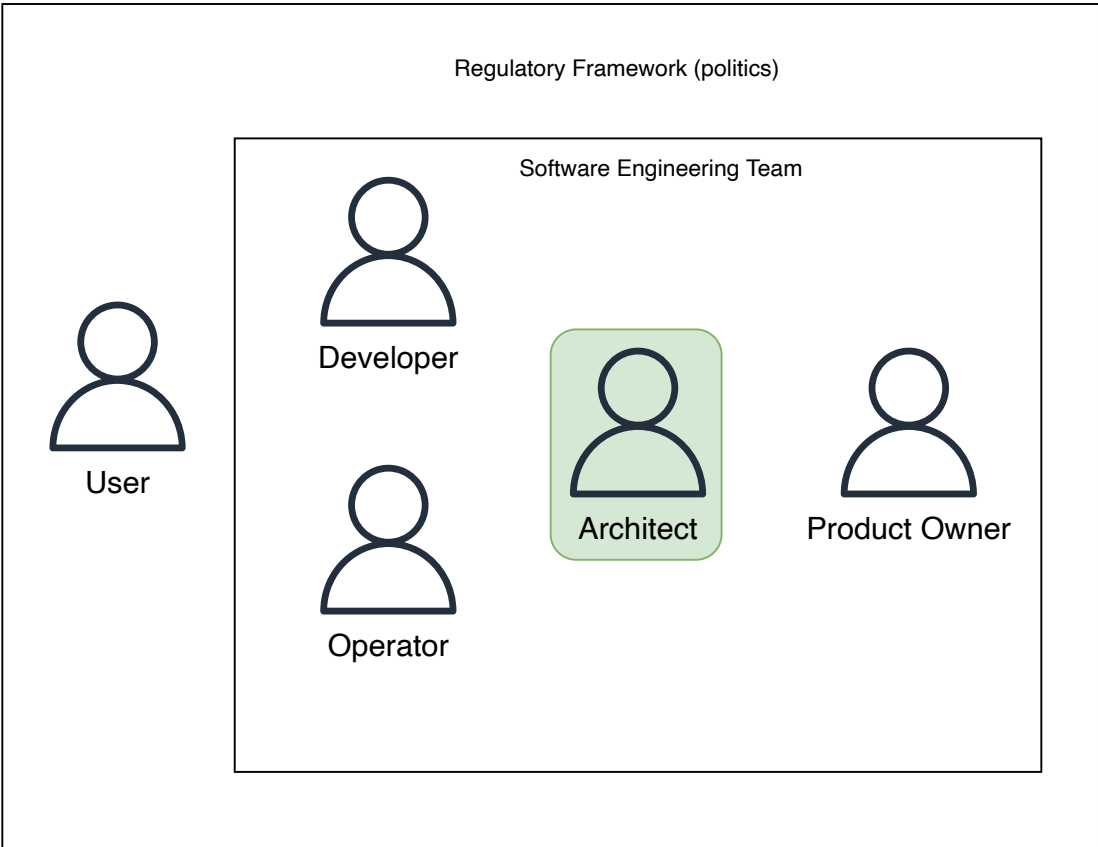 Regulatory Framework (politics)
Software Engineering Team
Developer
User
Architect
Product Owner
Operator